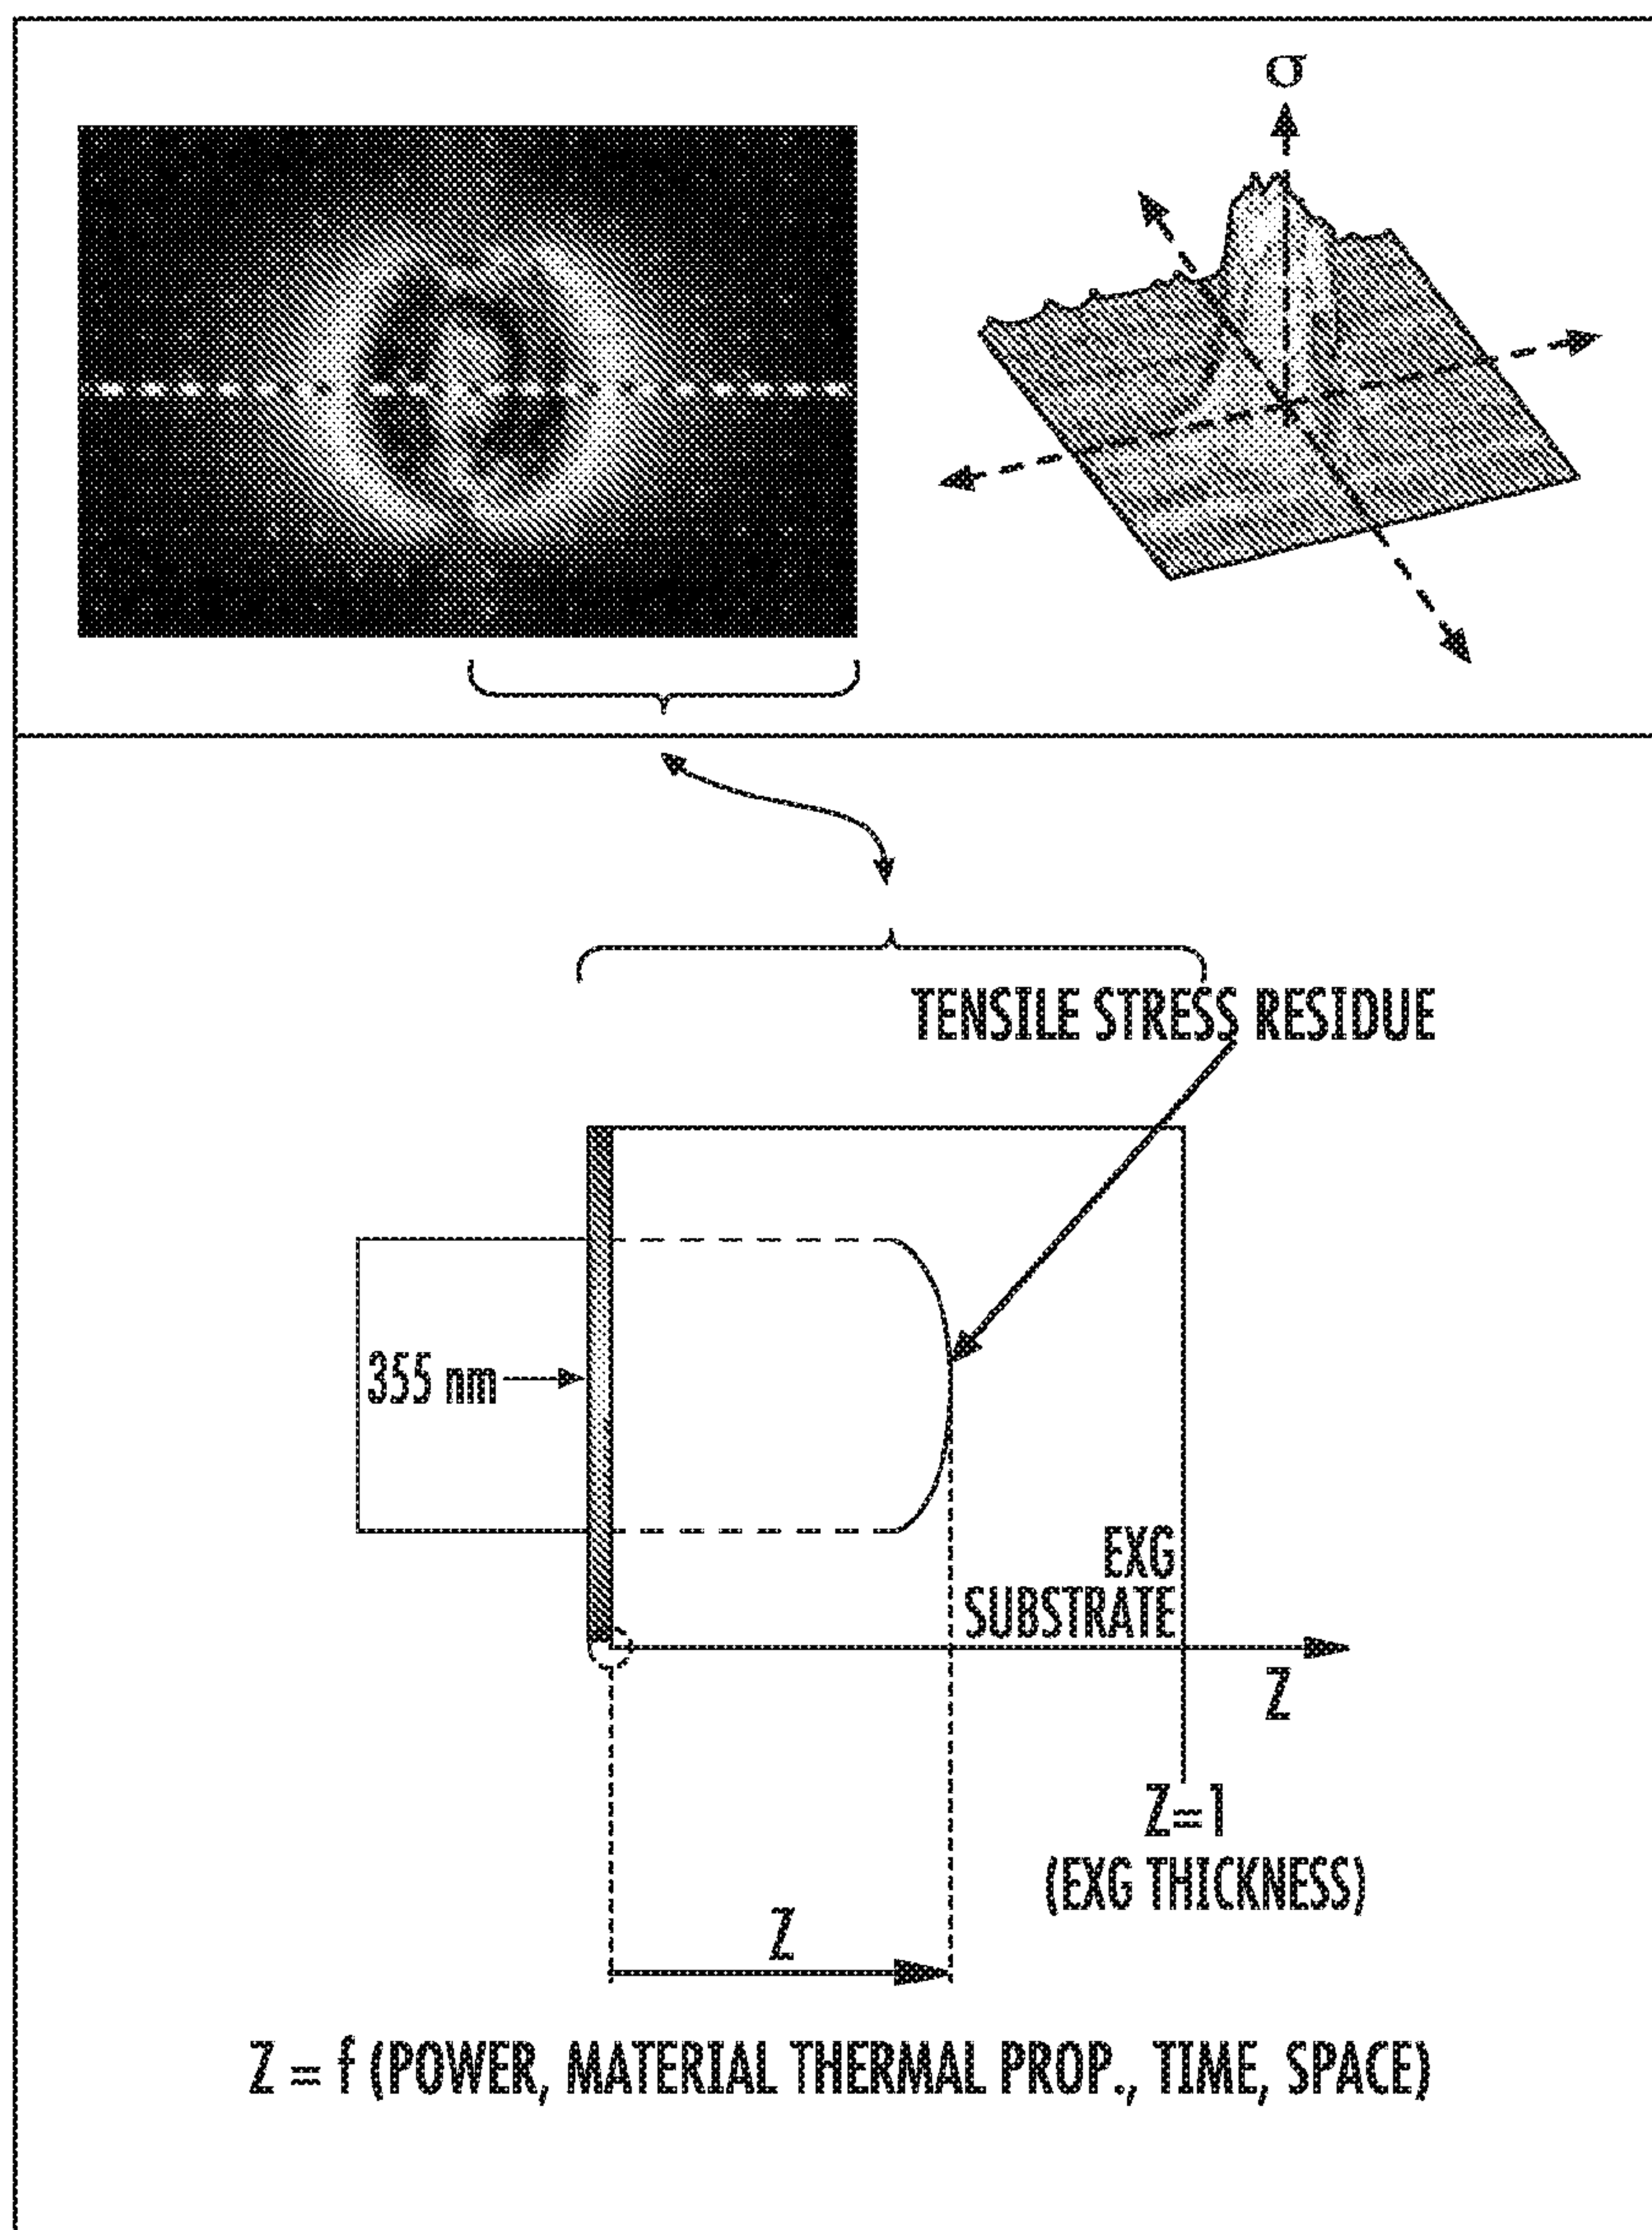 σ
TENSILE STRESS RESIDUE
355 nm
EXG
SUBSTRATE
Z
Z=1
(EXG THICKNESS)
Z
Z = f (POWER, MATERIAL THERMAL PROP., TIME, SPACE)